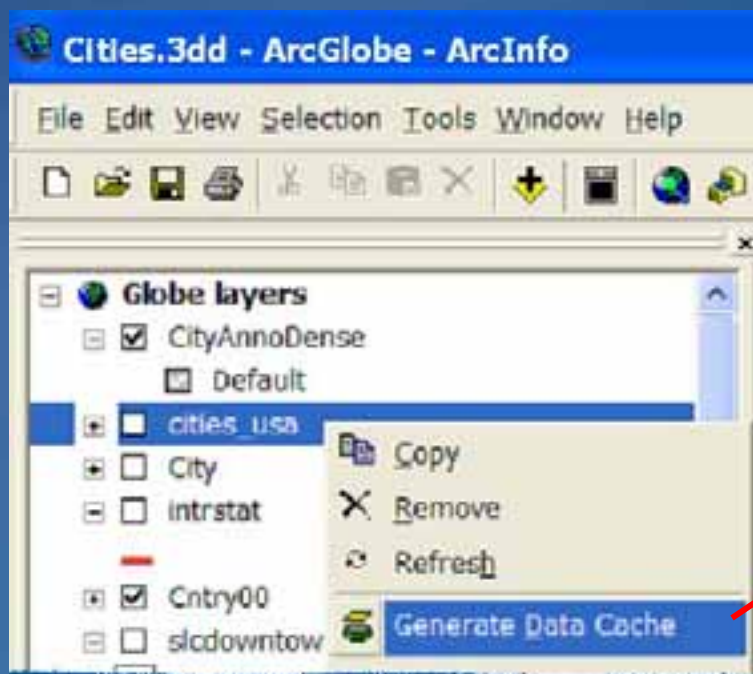 Cities.3dd - ArcGlobe - ArcInfo
File Edit View Selection Tools Window Help
Globe layers
CityAnnoDense
Default
cities_usa
City
intrstat
Cntry00
slcdowntow
Copy
Remove
Refresh
Generate Data Cache